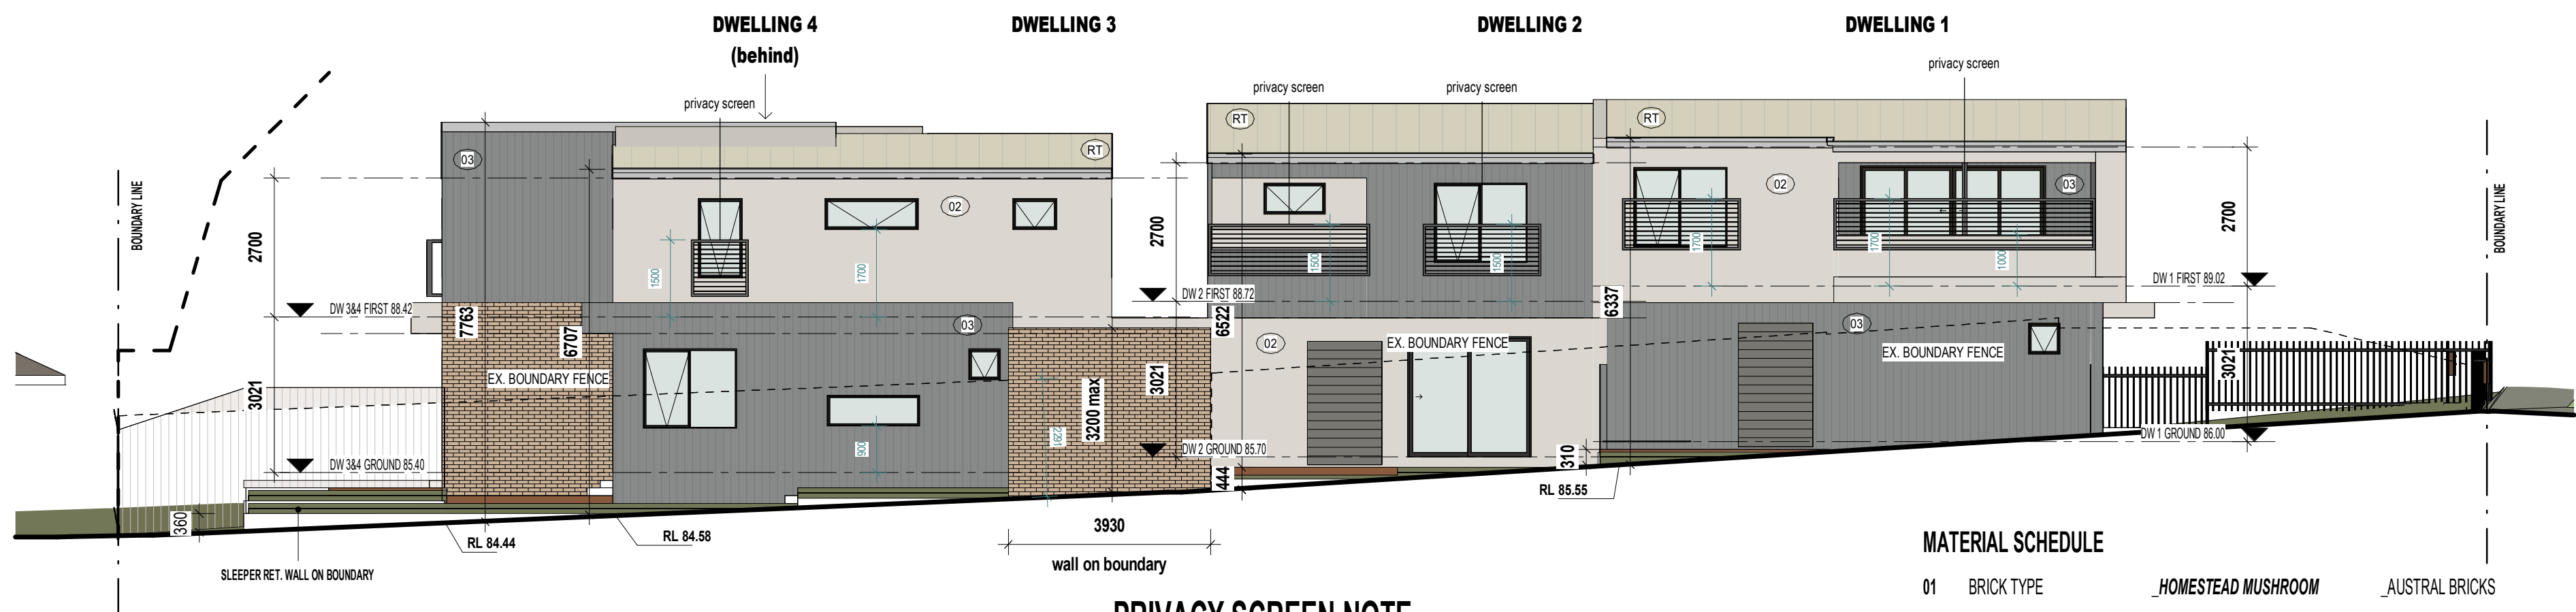 DWELLING 4
(behind)
DWELLING 3
DWELLING 2
DWELLING 1
privacy screen
privacy screen
privacy screen
privacy screen
BOUNDARY LINE
BOUNDARY LINE
RT
RT
RT
03
02
02
03
2700
2700
2700
1500
1700
1500
1500
1700
1700
1000
DW 3&4 FIRST 88.42
DW 2 FIRST 88.72
DW 1 FIRST 89.02
7763
6707
6522
6337
03
02
03
EX. BOUNDARY FENCE
EX. BOUNDARY FENCE
EX. BOUNDARY FENCE
3021
3021
3021
3200 max
2291
900
DW 3&4 GROUND 85.40
DW 2 GROUND 85.70
DW 1 GROUND 86.00
444
310
360
RL 84.44
RL 84.58
RL 85.55
3930
wall on boundary
SLEEPER RET. WALL ON BOUNDARY
MATERIAL SCHEDULE
01 BRICK TYPE _HOMESTEAD MUSHROOM _AUSTRAL BRICKS
PRIVACY SCREEN NOTE